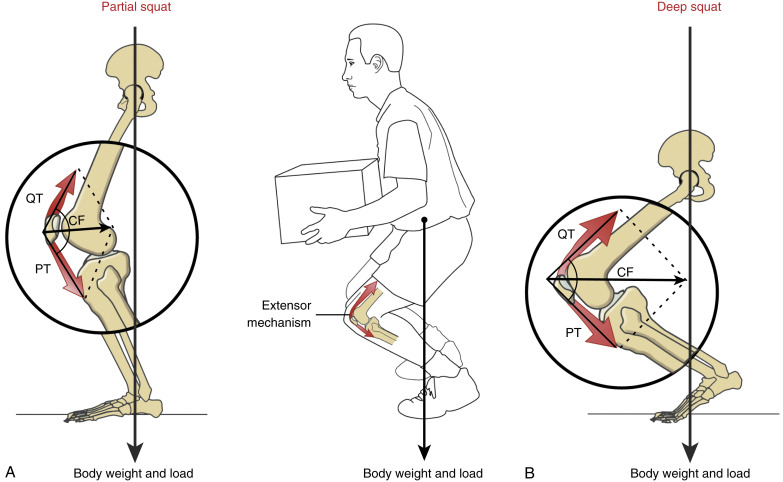 Partial squat
Deep squat
QT
CF
PT
Extensor
mechanism
QT
CF
PT
A
Body weight and load
Body weight and load
B
Body weight and load